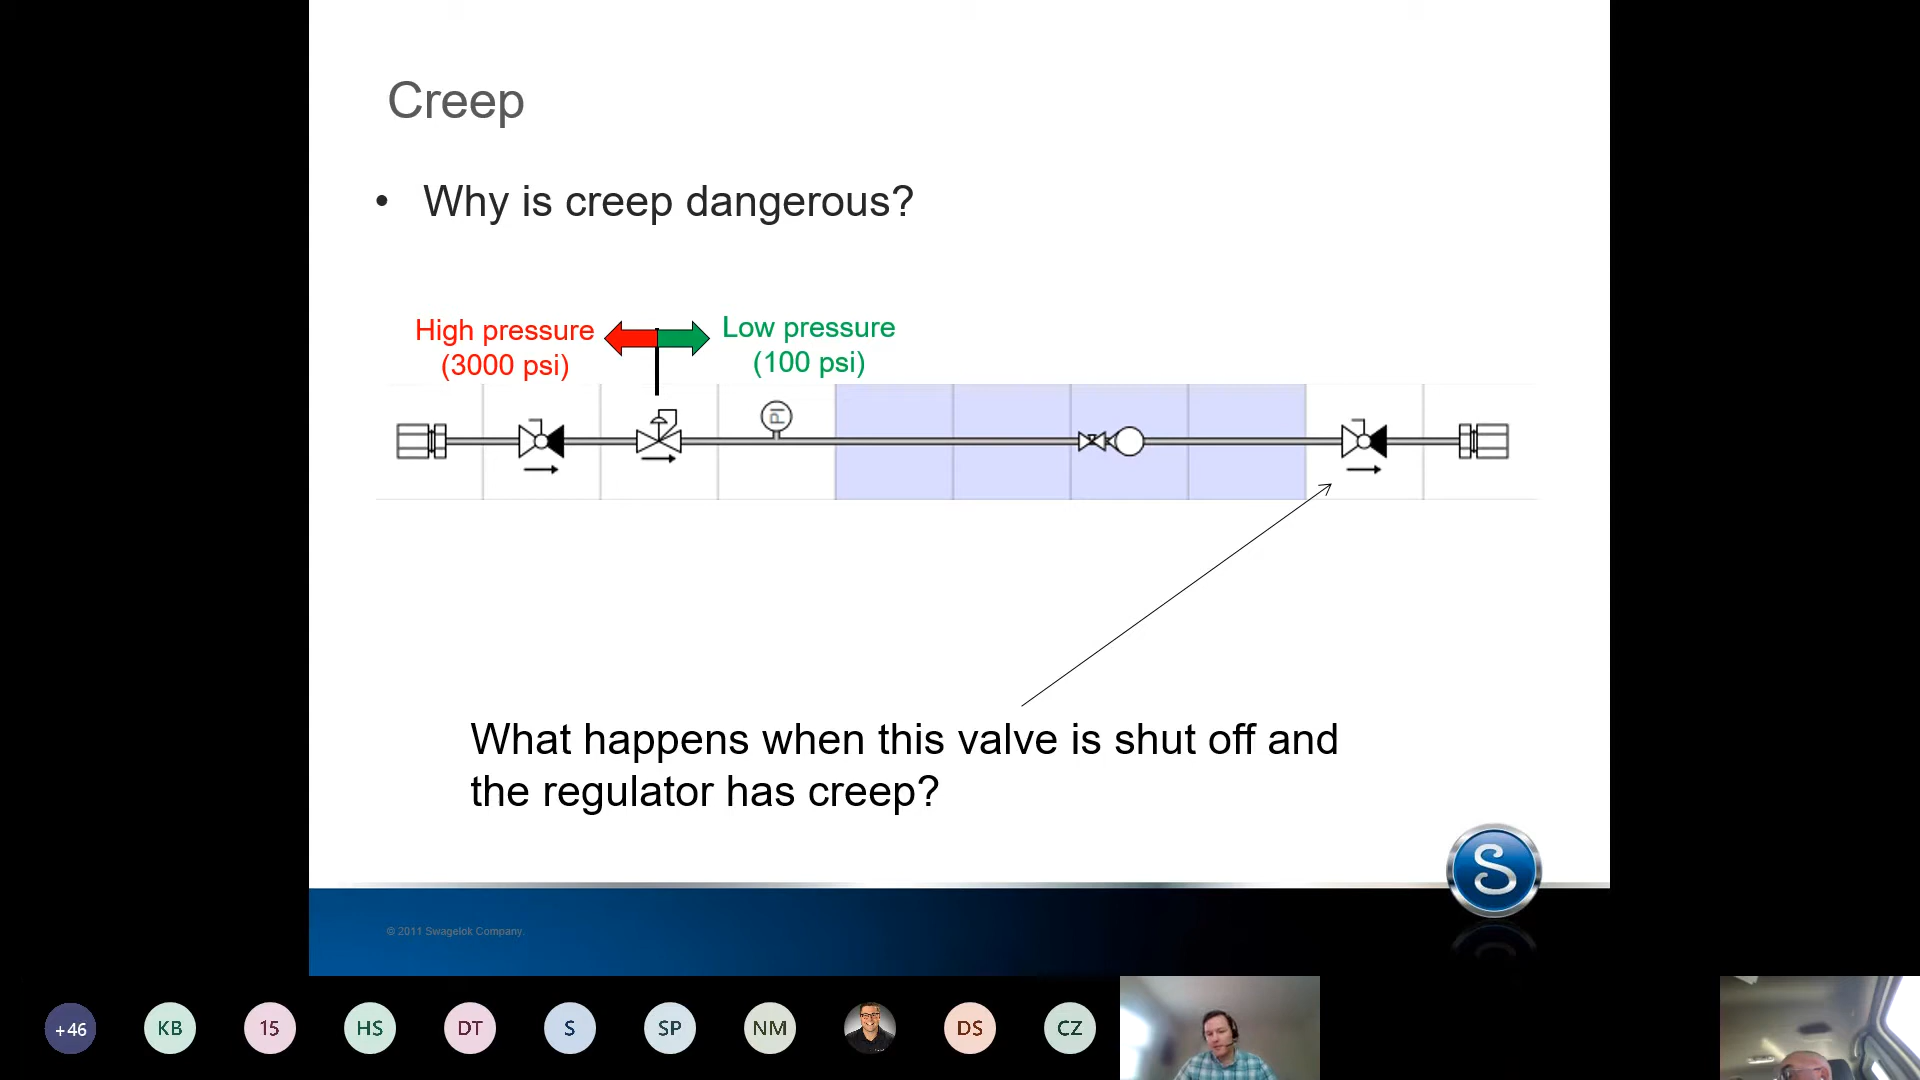 Creep
• Why is creep dangerous?
High pressure
(3000 psi)
Low pressure
(100 psi)
PI
What happens when this valve is shut off and
the regulator has creep?
S
© 2011 Swagelok Company.
+46
KB
15
HS
DT
S
SP
NM
DS
CZ